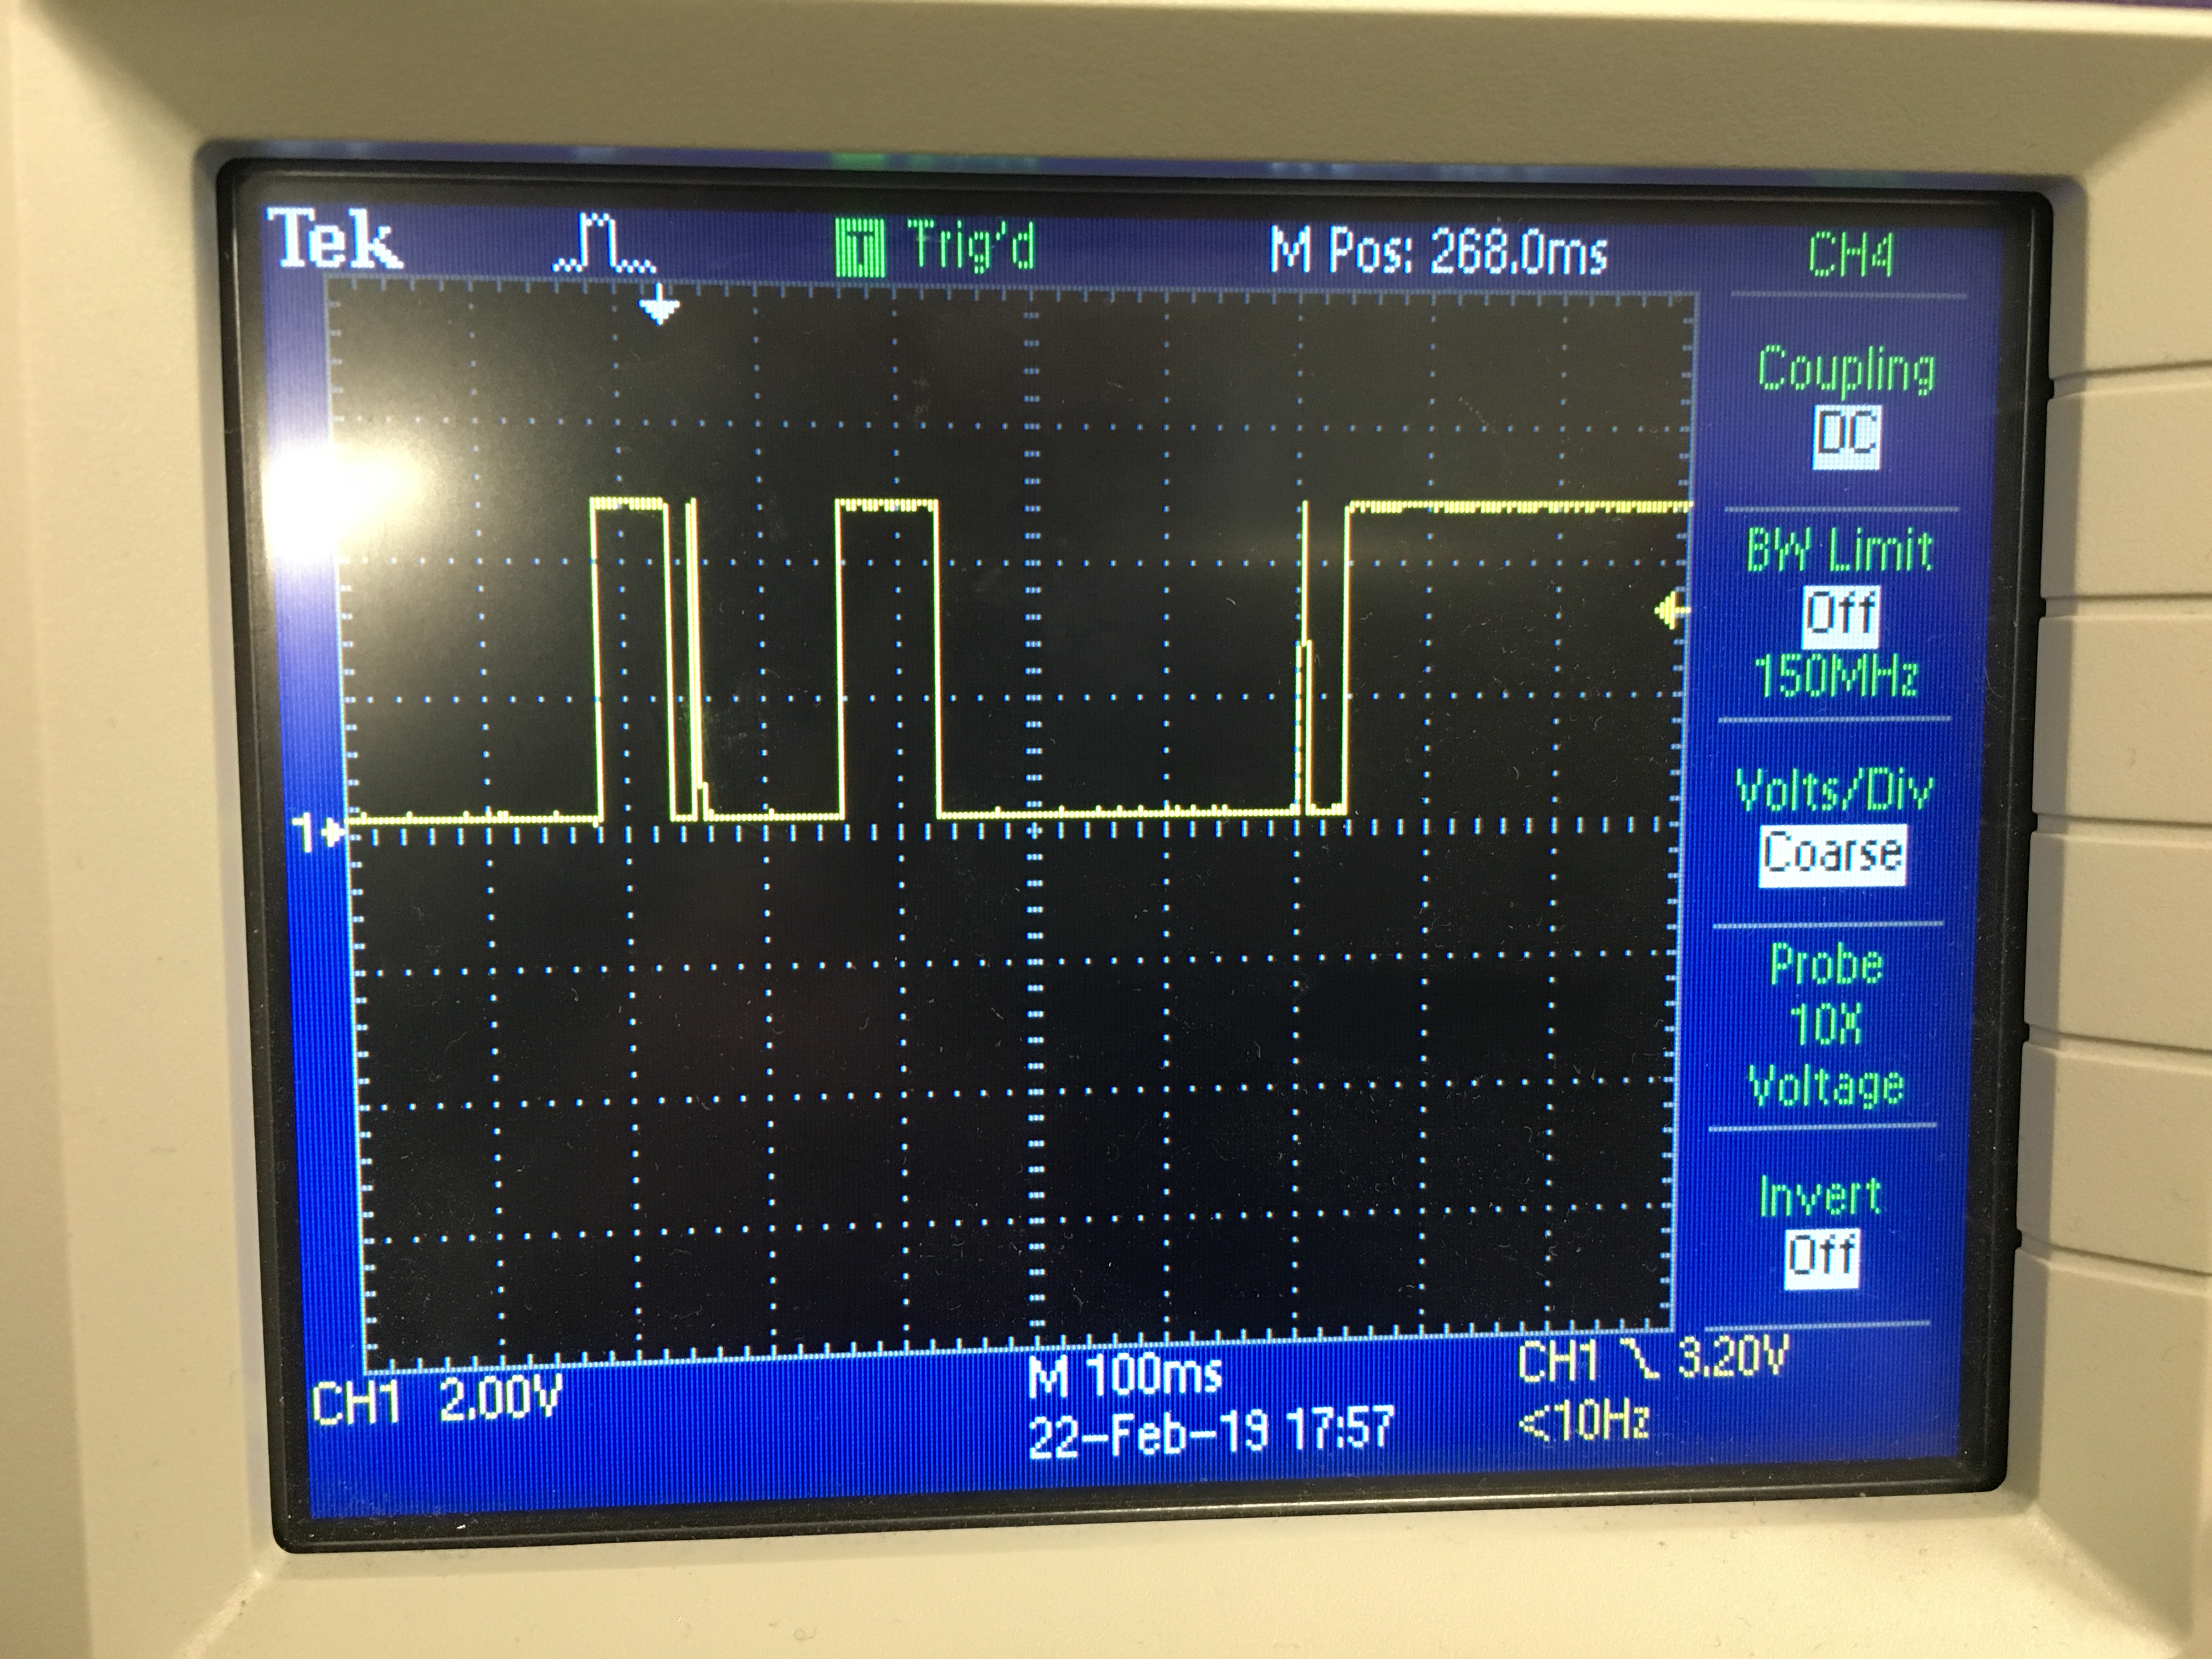 Tek T Trig'd M Pos: 268.0ms CH4
Coupling
DC
BW Limit
Off
150MHz
Volts/Div
Coarse
Probe
10X
Voltage
Invert
Off
1
CH1 2.00V M 100ms CH1 3.20V
22-Feb-19 17:57 <10Hz